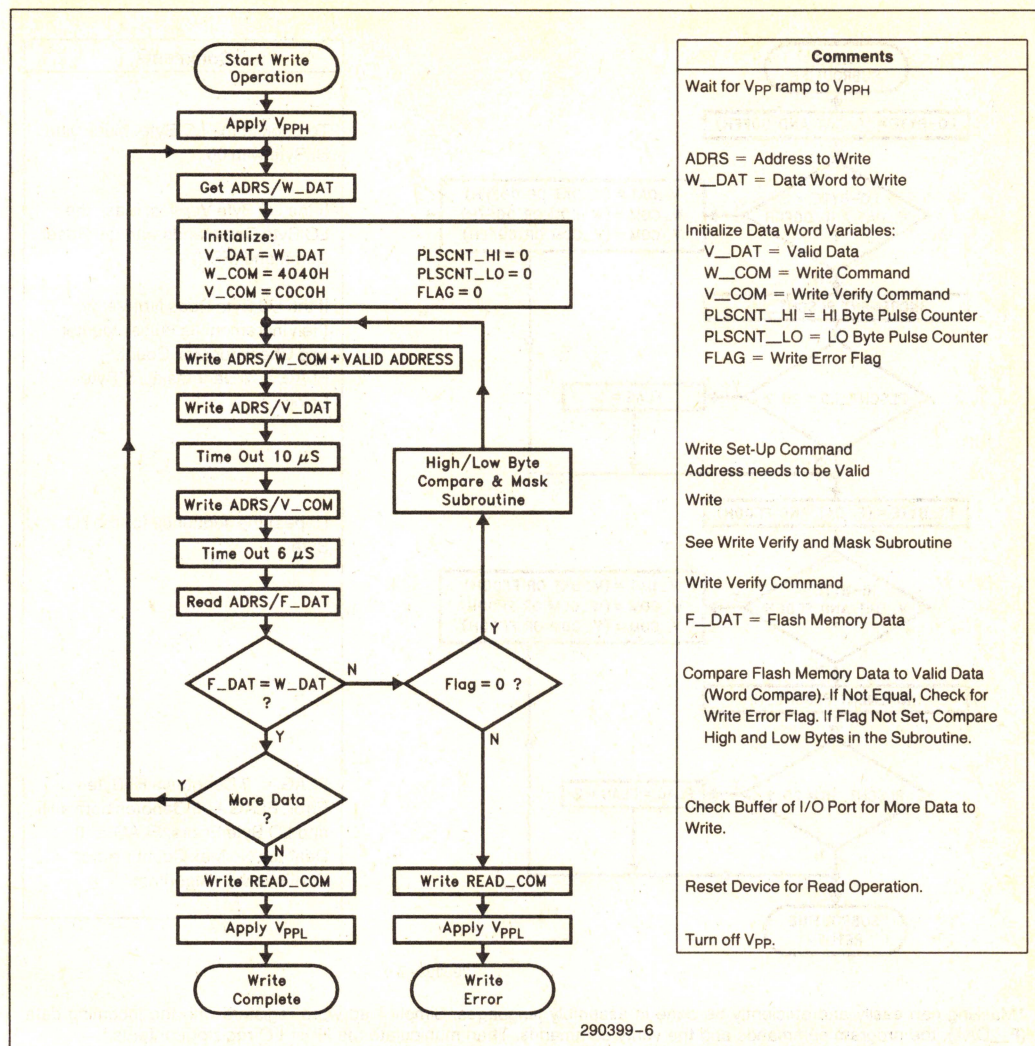 Start Write
Operation
Apply VPPH
Get ADRS/W_DAT
Initialize:
V_DAT = W_DAT PLSCNT_HI = 0
W_COM = 4040H PLSCNT_LO = 0
V_COM = C0C0H FLAG = 0
Write ADRS/W_COM + VALID ADDRESS
Write ADRS/V_DAT
Time Out 10 μS
Write ADRS/V_COM
Time Out 6 μS
Read ADRS/F_DAT
High/Low Byte
Compare & Mask
Subroutine
Y
F_DAT = W_DAT
?
N
Flag = 0 ?
Y
N
Y
More Data
?
N
Write READ_COM
Write READ_COM
Apply VPPL
Apply VPPL
Write
Complete
Write
Error
290399-6
Comments
Wait for VPP ramp to VPPH
ADRS = Address to Write
W__DAT = Data Word to Write
Initialize Data Word Variables:
V__DAT = Valid Data
W__COM = Write Command
V__COM = Write Verify Command
PLSCNT__HI = HI Byte Pulse Counter
PLSCNT__LO = LO Byte Pulse Counter
FLAG = Write Error Flag
Write Set-Up Command
Address needs to be Valid
Write
See Write Verify and Mask Subroutine
Write Verify Command
F__DAT = Flash Memory Data
Compare Flash Memory Data to Valid Data
(Word Compare). If Not Equal, Check for
Write Error Flag. If Flag Not Set, Compare
High and Low Bytes in the Subroutine.
Check Buffer of I/O Port for More Data to
Write.
Reset Device for Read Operation.
Turn off VPP.